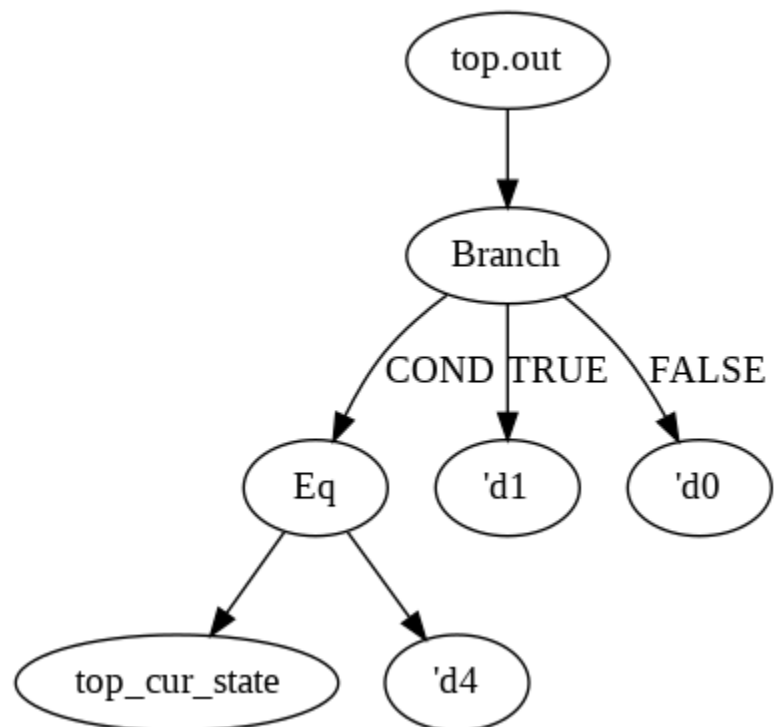 top.out
Branch
COND TRUE FALSE
Eq 'd1 'd0
top_cur_state 'd4